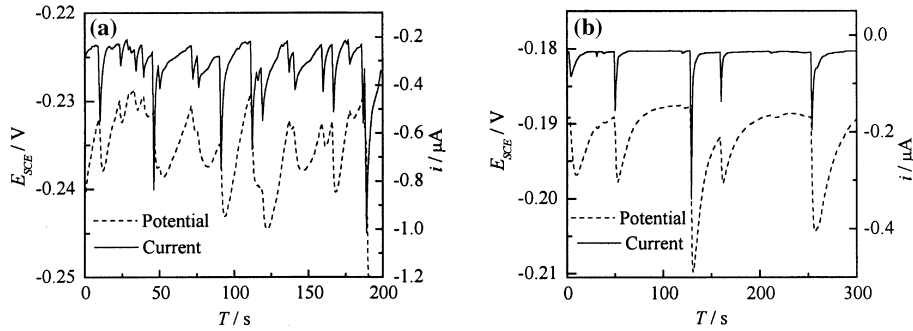 (a)
-0.22
-0.23
-0.24
-0.25
E_SCE / V
-0.2
-0.4
-0.6
-0.8
-1.0
-1.2
i / μA
Potential
Current
0
50
100
150
200
T / s
(b)
-0.18
-0.19
-0.20
-0.21
E_SCE / V
0.0
-0.2
-0.4
i / μA
Potential
Current
0
100
200
300
T / s